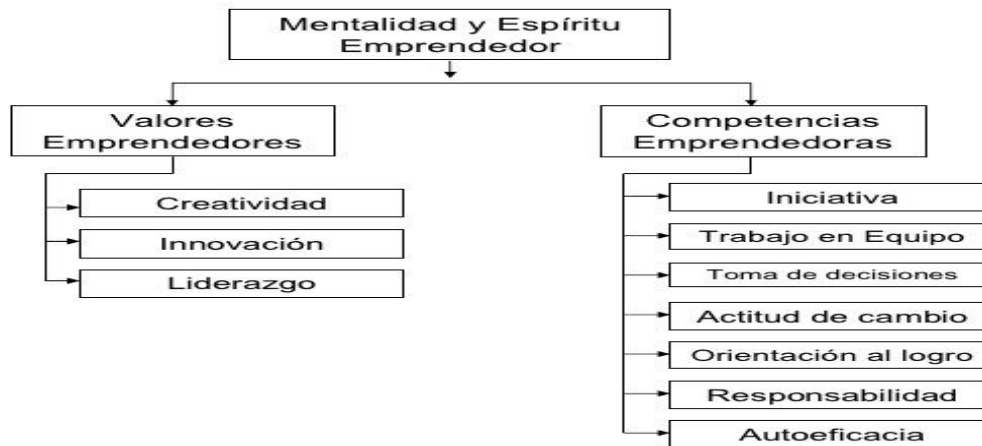 Mentalidad y Espíritu
Emprendedor
Valores
Emprendedores
Creatividad
Innovación
Liderazgo
Competencias
Emprendedoras
Iniciativa
Trabajo en Equipo
Toma de decisiones
Actitud de cambio
Orientación al logro
Responsabilidad
Autoeficacia